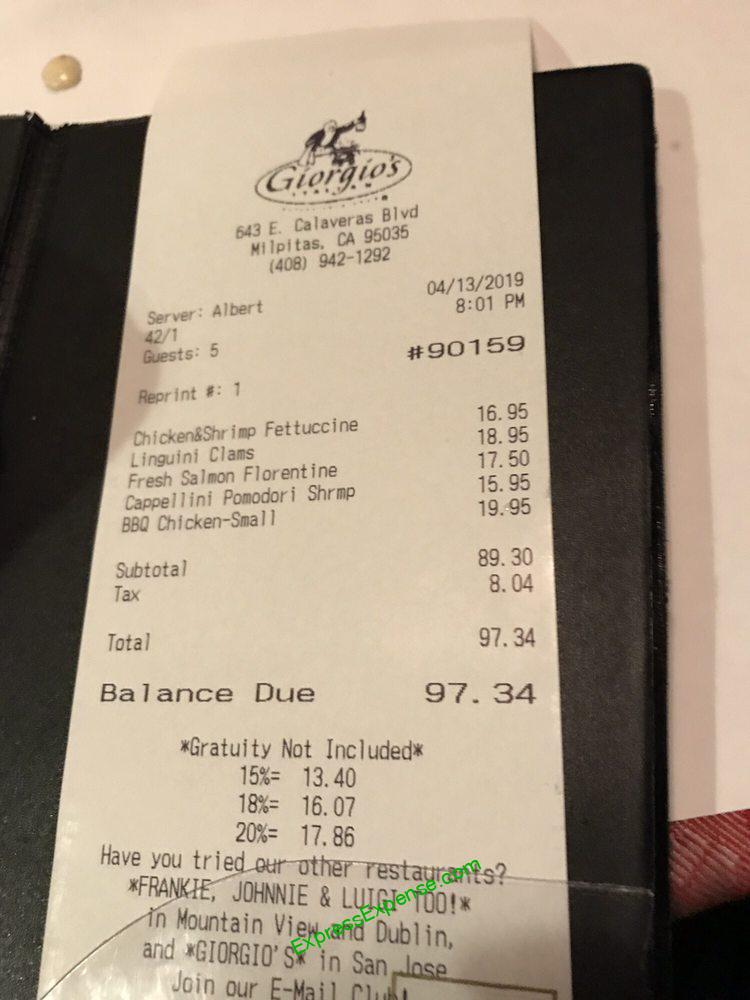 Giorgio's
643 E. Calaveras Blvd
Milpitas, CA 95035
(408) 942-1292
04/13/2019
Server: Albert 8:01 PM
42/1
Guests: 5 #90159
Reprint #: 1
Chicken&Shrimp Fettuccine 16.95
Linguini Clams 18.95
Fresh Salmon Florentine 17.50
Cappellini Pomodori Shrmp 15.95
BBQ Chicken-Small 19.95
Subtotal 89.30
Tax 8.04
Total 97.34
Balance Due 97.34
*Gratuity Not Included*
15%= 13.40
18%= 16.07
20%= 17.86
Have you tried our other restaurants?
*FRANKIE, JOHNNIE & LUIGI TOO!*
in Mountain View and Dublin,
and *GIORGIO'S* in San Jose
Join our E-Mail Club!
ExpressExpense.com